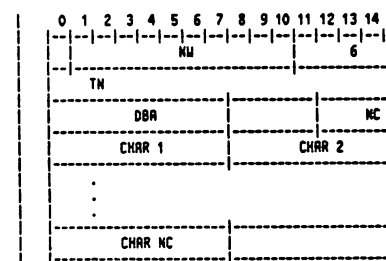 0 1 2 3 4 5 6 7 8 9 10 11 12 13 14
NW 6
TN
DBA NC
CHAR 1 CHAR 2
.
.
.
CHAR NC